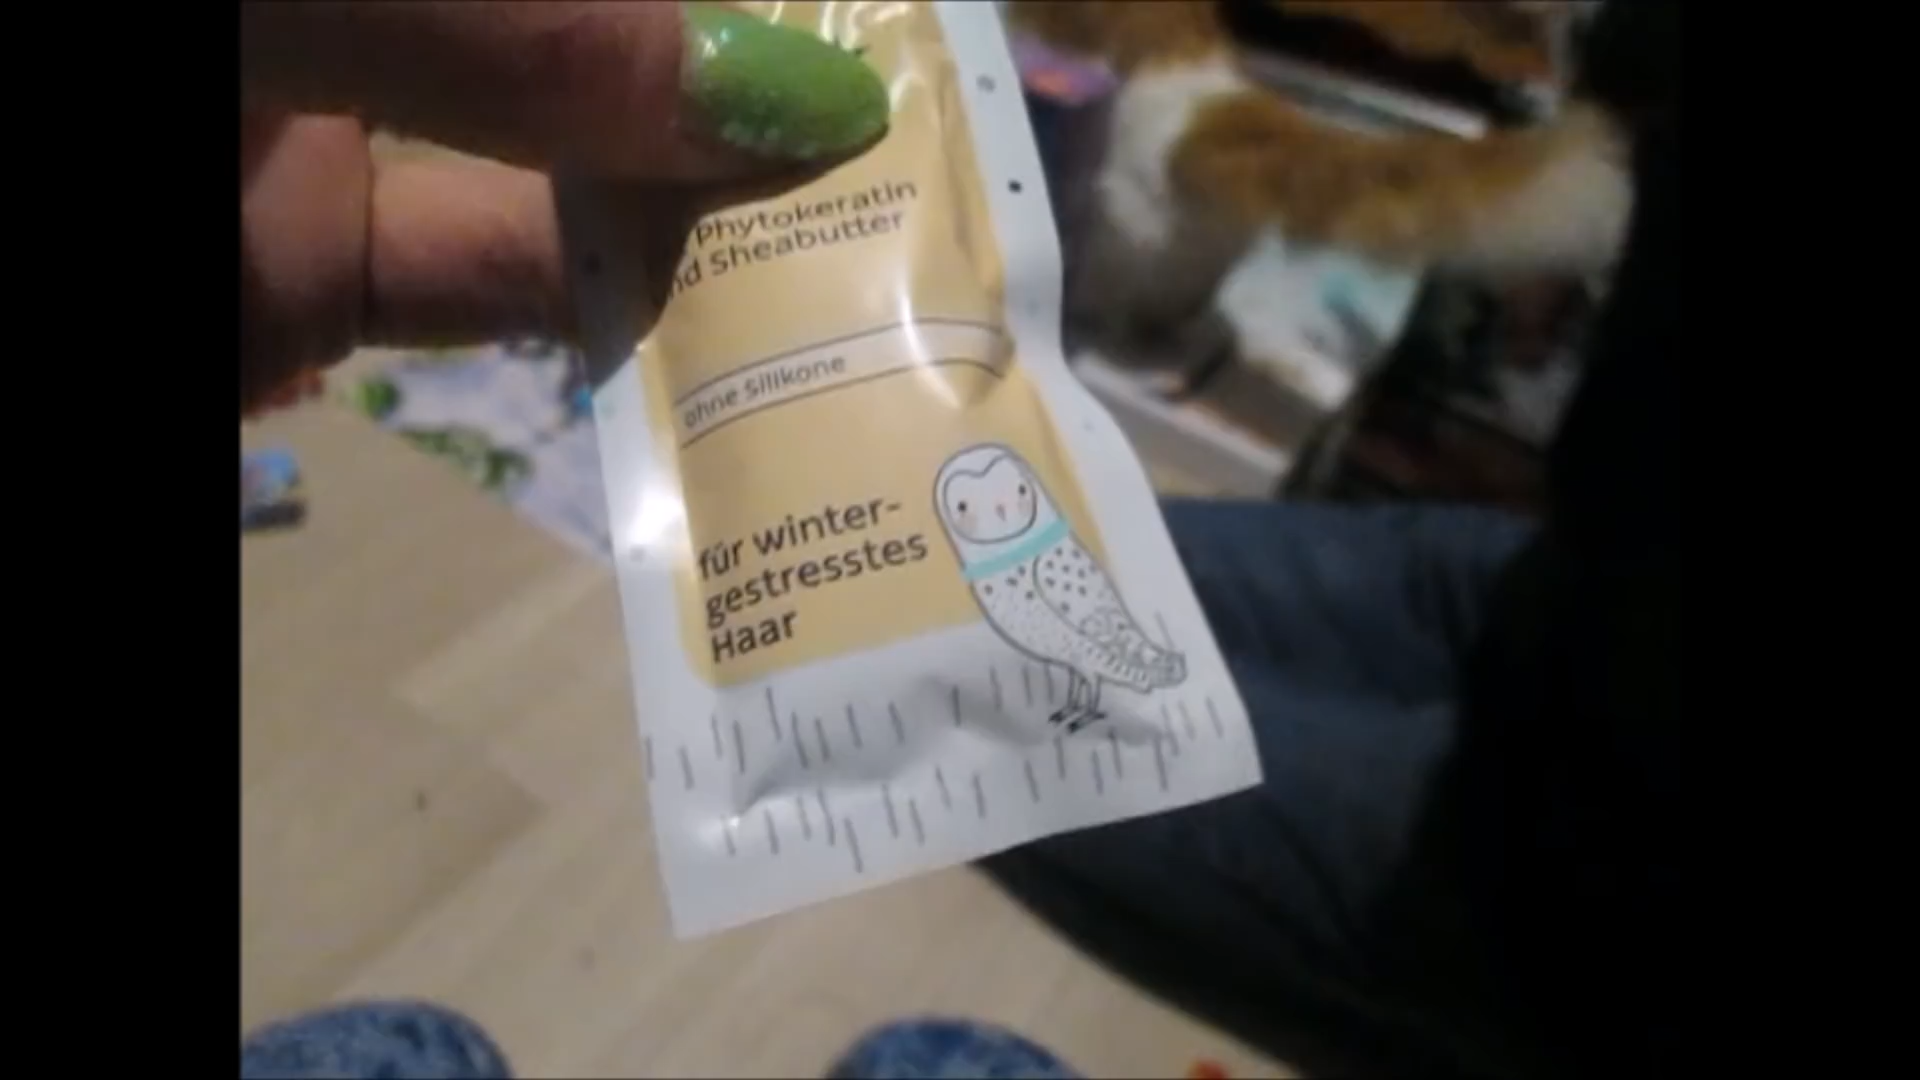 Phytokeratin
nd Sheabutter
ohne Silikone
für winter-
gestresstes
Haar